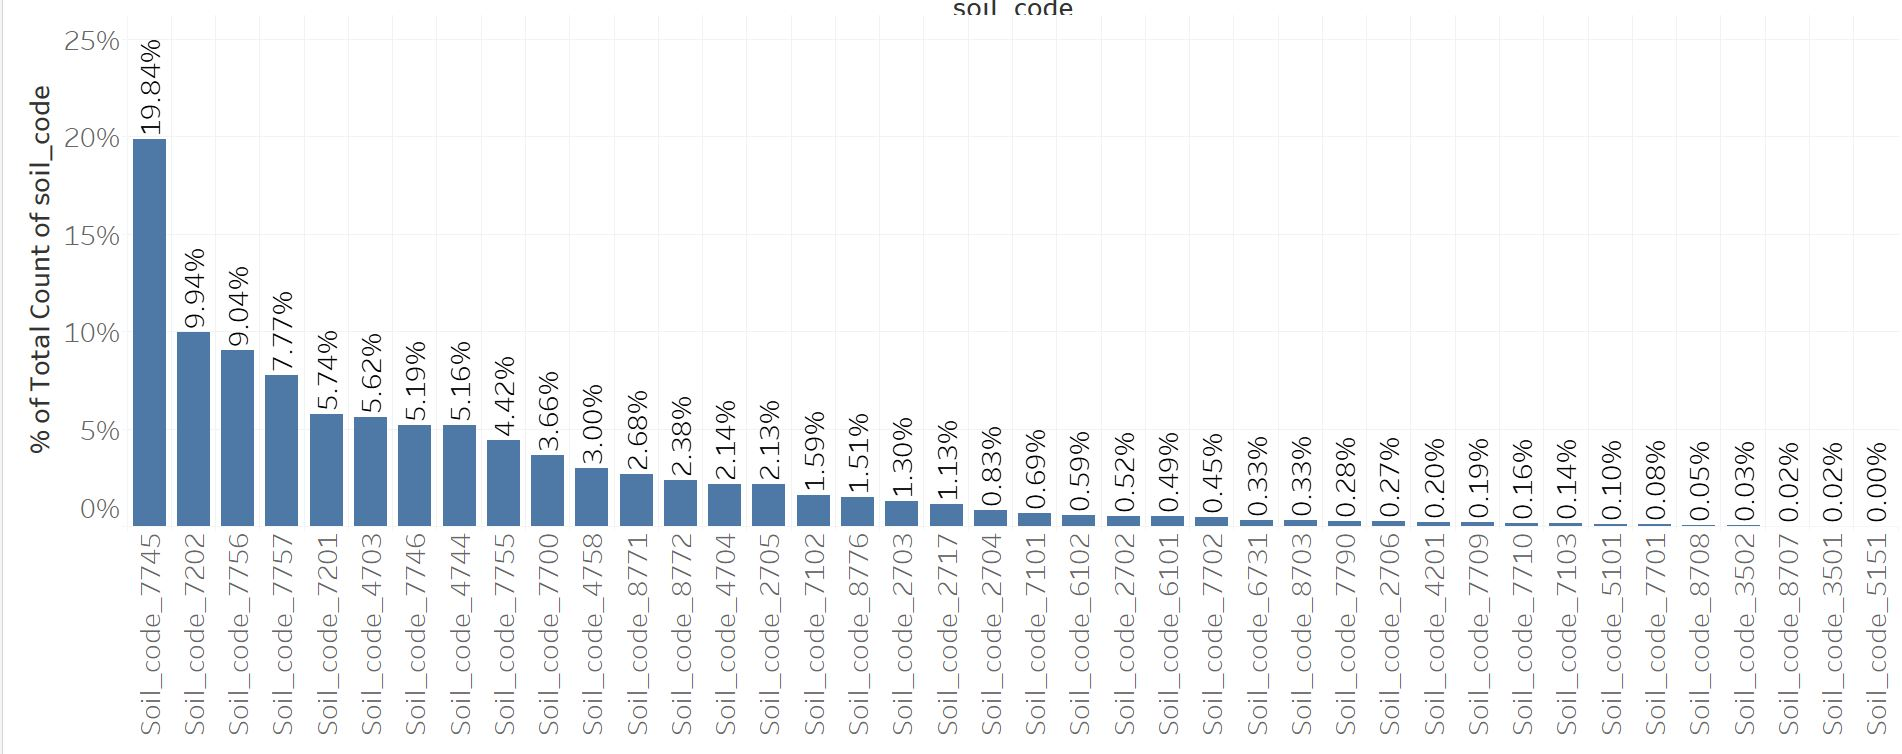 soil_code
% of Total Count of soil_code
25%
20%
15%
10%
5%
0%
19.84%
9.94%
9.04%
7.77%
5.74%
5.62%
5.19%
5.16%
4.42%
3.66%
3.00%
2.68%
2.38%
2.14%
2.13%
1.59%
1.51%
1.30%
1.13%
0.83%
0.69%
0.59%
0.52%
0.49%
0.45%
0.33%
0.33%
0.28%
0.27%
0.20%
0.19%
0.16%
0.14%
0.10%
0.08%
0.05%
0.03%
0.02%
0.02%
0.00%
Soil_code_7745
Soil_code_7202
Soil_code_7756
Soil_code_7757
Soil_code_7201
Soil_code_4703
Soil_code_7746
Soil_code_4744
Soil_code_7755
Soil_code_7700
Soil_code_4758
Soil_code_8771
Soil_code_8772
Soil_code_4704
Soil_code_2705
Soil_code_7102
Soil_code_8776
Soil_code_2703
Soil_code_2717
Soil_code_2704
Soil_code_7101
Soil_code_6102
Soil_code_2702
Soil_code_6101
Soil_code_7702
Soil_code_6731
Soil_code_8703
Soil_code_7790
Soil_code_2706
Soil_code_4201
Soil_code_7709
Soil_code_7710
Soil_code_7103
Soil_code_5101
Soil_code_7701
Soil_code_8708
Soil_code_3502
Soil_code_8707
Soil_code_3501
Soil_code_5151